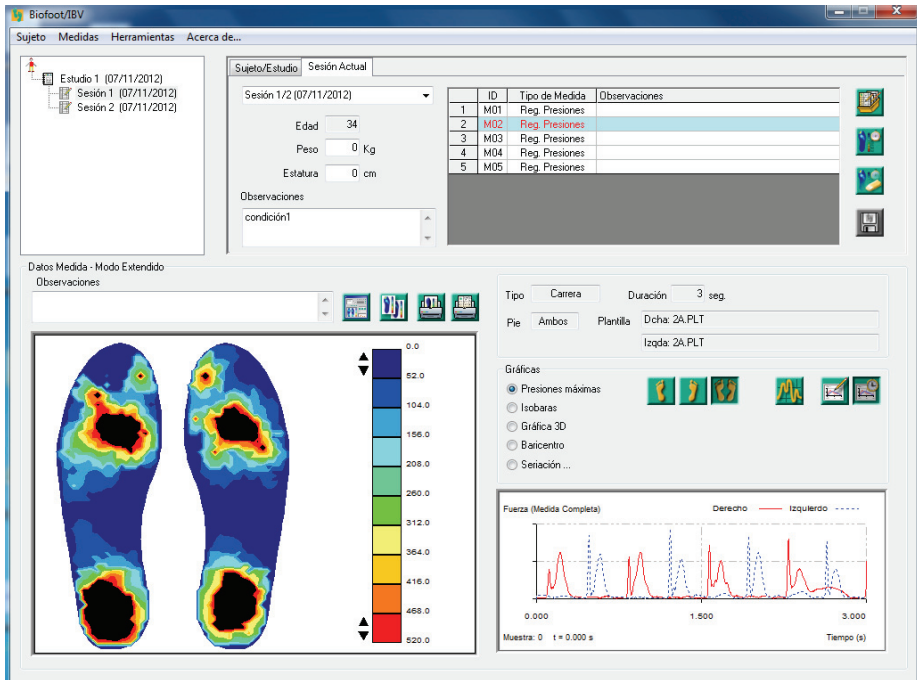 Biofoot/IBV
Sujeto Medidas Herramientas Acerca de...
Estudio 1 (07/11/2012)
Sesión 1 (07/11/2012)
Sesión 2 (07/11/2012)
Sujeto/Estudio Sesión Actual
Sesión 1/2 (07/11/2012)
Edad 34
Peso 0 Kg
Estatura 0 cm
Observaciones
condición1
ID Tipo de Medida Observaciones
1 M01 Reg. Presiones
2 M02 Reg. Presiones
3 M03 Reg. Presiones
4 M04 Reg. Presiones
5 M05 Reg. Presiones
Datos Medida - Modo Extendido
Observaciones
0.0
52.0
104.0
156.0
208.0
260.0
312.0
364.0
416.0
468.0
520.0
Tipo Carrera Duración 3 seg.
Pie Ambos Plantilla Dcha: 2A.PLT
Izqda: 2A.PLT
Gráficas
Presiones máximas
Isobaras
Gráfica 3D
Baricentro
Seriación ...
Fuerza (Medida Completa) Derecho Izquierdo
0.000 1.500 3.000
Muestra: 0 t = 0.000 s Tiempo (s)